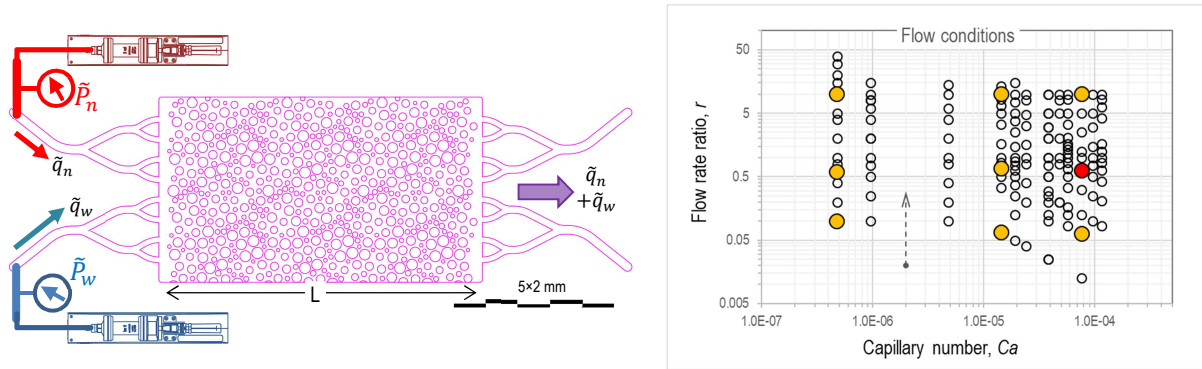 P̃n
q̃n
q̃w
P̃w
q̃n
+q̃w
L
5×2 mm
Flow conditions
Flow rate ratio, r
50
5
0.5
0.05
0.005
1.0E-07
1.0E-06
1.0E-05
1.0E-04
Capillary number, Ca